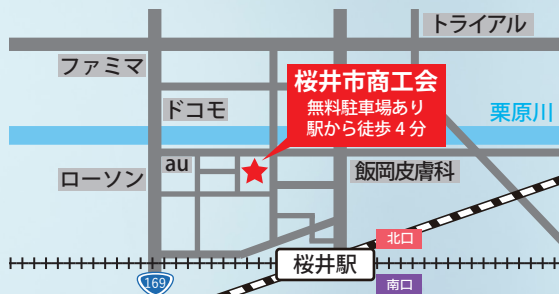 トライアル
ファミマ
桜井市商工会
無料駐車場あり
駅から徒歩4分
ドコモ
栗原川
au
飯岡皮膚科
ローソン
北口
桜井駅
169
南口